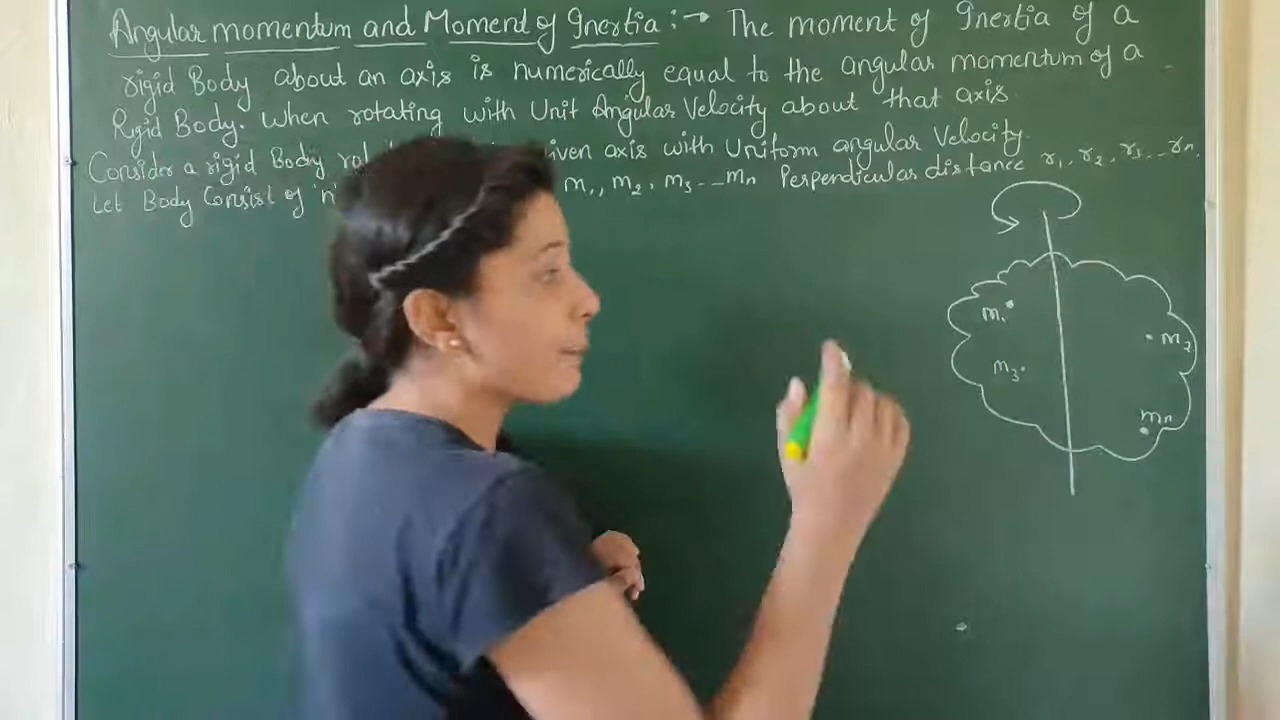 Angular momentum and Moment of Inertia :→ The moment of Inertia of a
rigid Body about an axis is numerically equal to the angular momentum of a
Rigid Body. When rotating with Unit Angular Velocity about that axis.
Consider a rigid Body axis with Uniform angular Velocity.
Let Body Consist of 'n' m1, m2, m3 -- mn Perpendicular distance r1, r2, r3 -- rn.
m1
m2
m3
mn